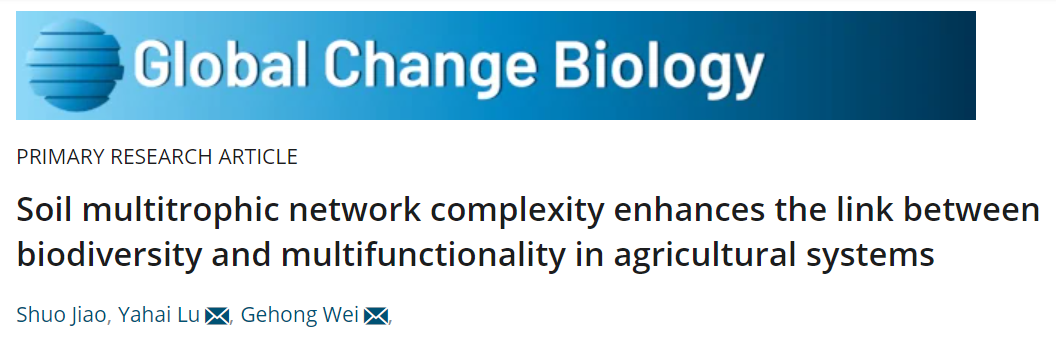 Global Change Biology
PRIMARY RESEARCH ARTICLE
Soil multitrophic network complexity enhances the link between
biodiversity and multifunctionality in agricultural systems
Shuo Jiao, Yahai Lu, Gehong Wei,